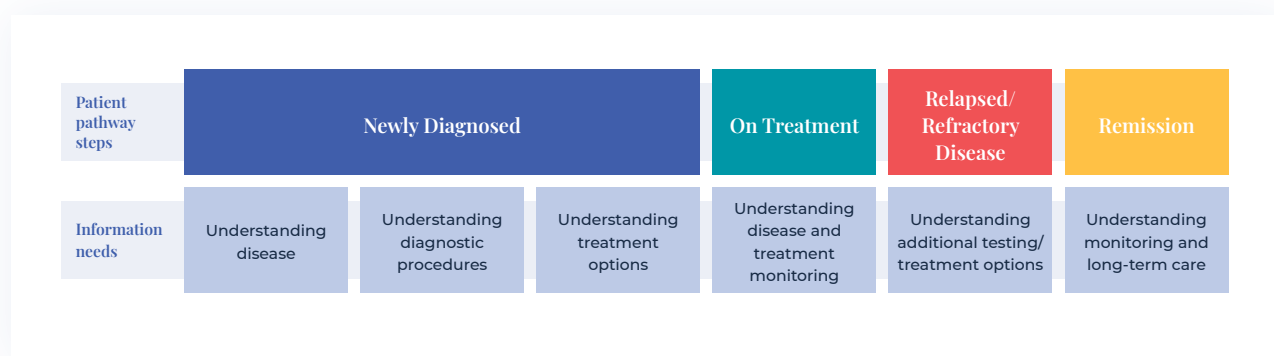 Patient
pathway
steps
Newly Diagnosed
On Treatment
Relapsed/
Refractory
Disease
Remission
Information
needs
Understanding
disease
Understanding
diagnostic
procedures
Understanding
treatment
options
Understanding
disease and
treatment
monitoring
Understanding
additional testing/
treatment options
Understanding
monitoring and
long-term care